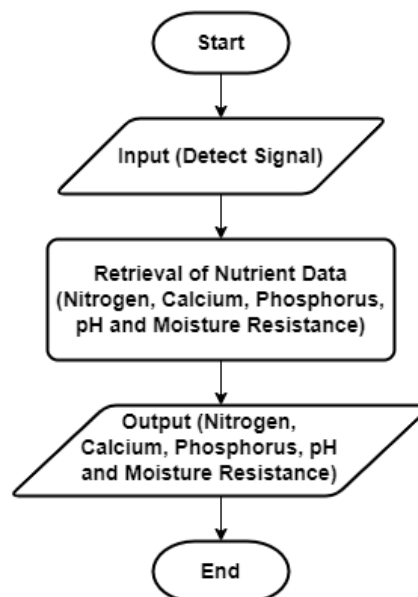 Start
Input (Detect Signal)
Retrieval of Nutrient Data
(Nitrogen, Calcium, Phosphorus,
pH and Moisture Resistance)
Output (Nitrogen,
Calcium, Phosphorus, pH
and Moisture Resistance)
End